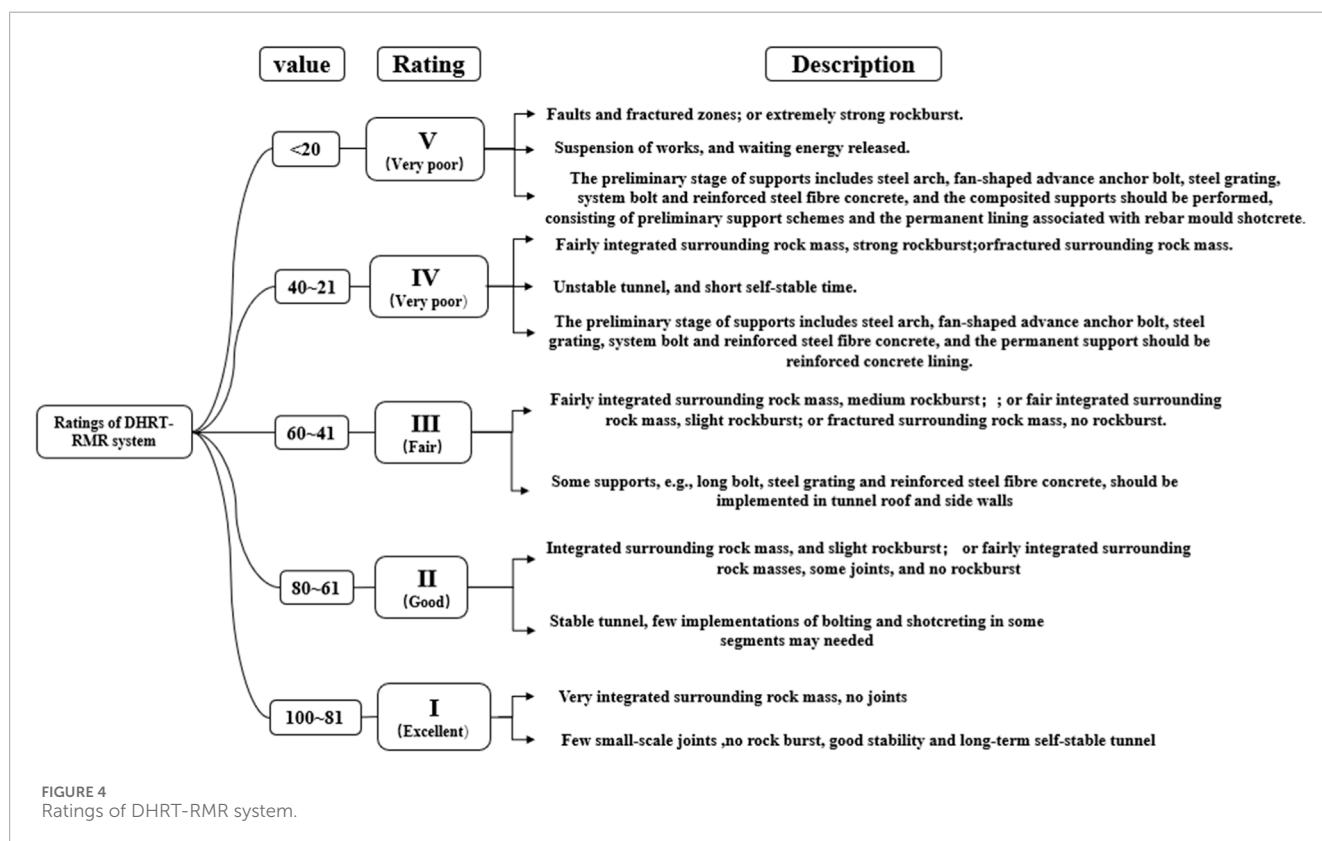 value Rating Description
<20
V
(Very poor)
Faults and fractured zones; or extremely strong rockburst.
Suspension of works, and waiting energy released.
The preliminary stage of supports includes steel arch, fan-shaped advance anchor bolt, steel grating,
system bolt and reinforced steel fibre concrete, and the composited supports should be performed,
consisting of preliminary support schemes and the permanent lining associated with rebar mould shotcrete.
40~21
IV
(Very poor)
Fairly integrated surrounding rock mass, strong rockburst;orfractured surrounding rock mass.
Unstable tunnel, and short self-stable time.
The preliminary stage of supports includes steel arch, fan-shaped advance anchor bolt, steel
grating, system bolt and reinforced steel fibre concrete, and the permanent support should be
reinforced concrete lining.
Ratings of DHRT-
RMR system
60~41
III
(Fair)
Fairly integrated surrounding rock mass, medium rockburst; ; or fair integrated surrounding
rock mass, slight rockburst; or fractured surrounding rock mass, no rockburst.
Some supports, e.g., long bolt, steel grating and reinforced steel fibre concrete, should be
implemented in tunnel roof and side walls
80~61
II
(Good)
Integrated surrounding rock mass, and slight rockburst; or fairly integrated surrounding
rock masses, some joints, and no rockburst
Stable tunnel, few implementations of bolting and shotcreting in some
segments may needed
100~81
I
(Excellent)
Very integrated surrounding rock mass, no joints
Few small-scale joints ,no rock burst, good stability and long-term self-stable tunnel
FIGURE 4
Ratings of DHRT-RMR system.